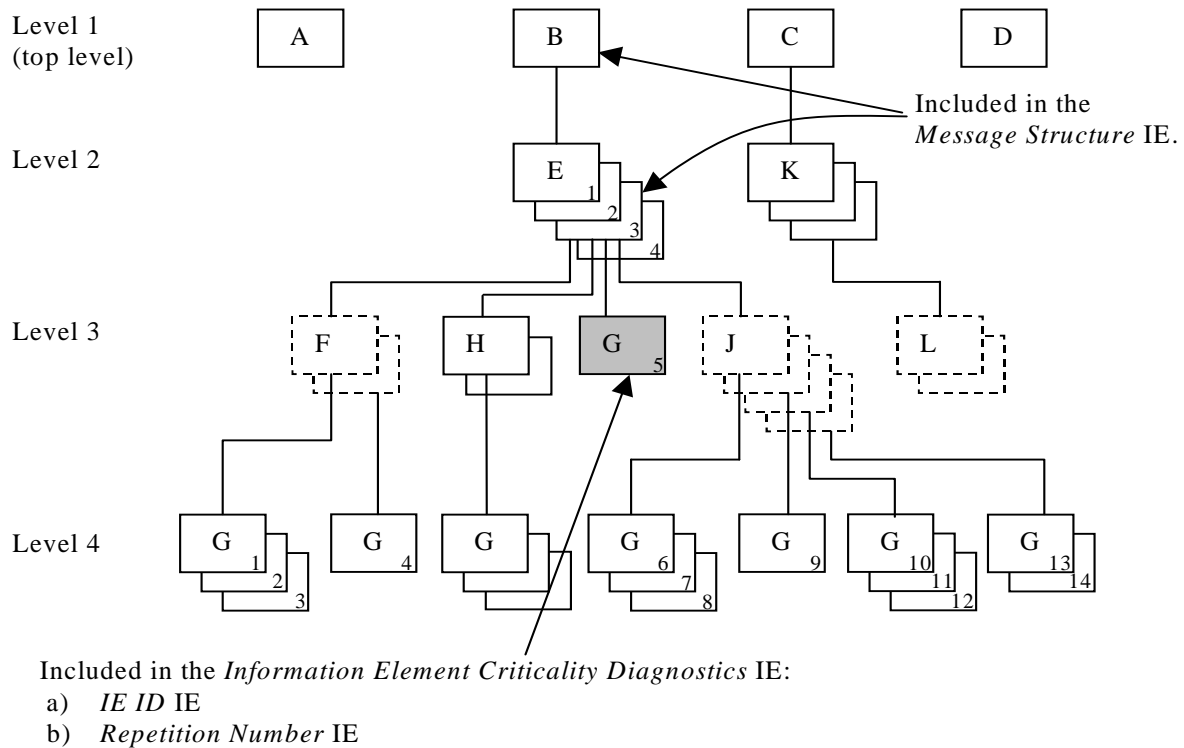 Level 1
(top level)
A
B
C
D
Included in the
Message Structure IE.
Level 2
E
1
2
3
4
K
Level 3
F
H
G
5
J
L
Level 4
G
1
2
3
G
4
G
G
6
7
8
G
9
G
10
11
12
G
13
14
Included in the Information Element Criticality Diagnostics IE:
a) IE ID IE
b) Repetition Number IE